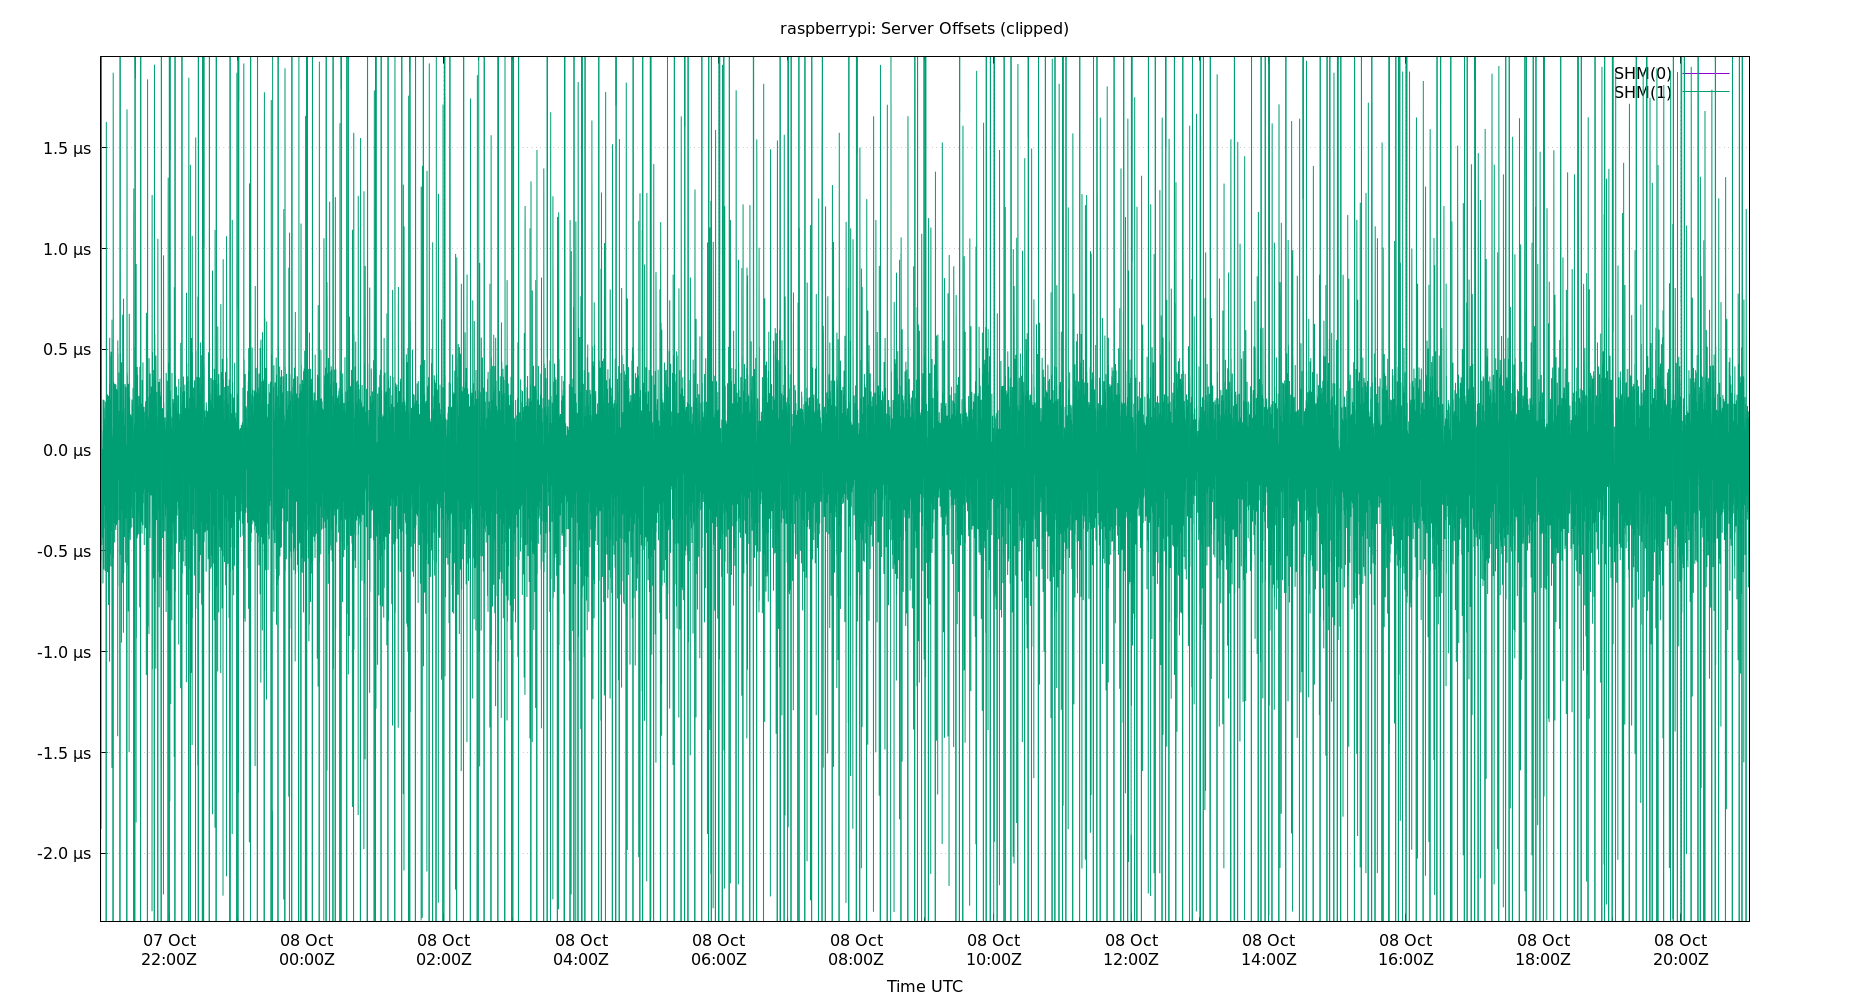 raspberrypi: Server Offsets (clipped)
SHM(0)
SHM(1)
1.5 µs
1.0 µs
0.5 µs
0.0 µs
-0.5 µs
-1.0 µs
-1.5 µs
-2.0 µs
07 Oct 08 Oct 08 Oct 08 Oct 08 Oct 08 Oct 08 Oct 08 Oct 08 Oct 08 Oct 08 Oct 08 Oct
22:00Z 00:00Z 02:00Z 04:00Z 06:00Z 08:00Z 10:00Z 12:00Z 14:00Z 16:00Z 18:00Z 20:00Z
Time UTC